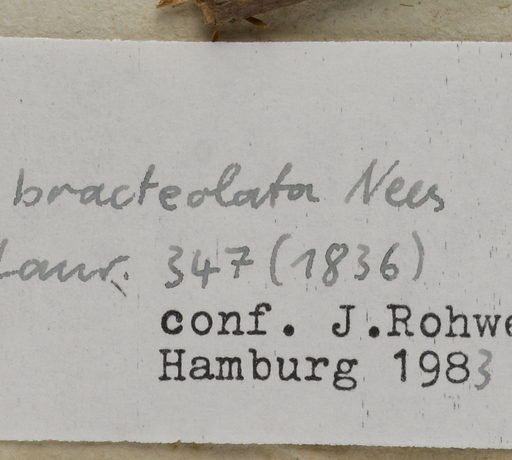 bracteolata Nees
Laur. 347 (1836)
conf. J.Rohwe
Hamburg 1983